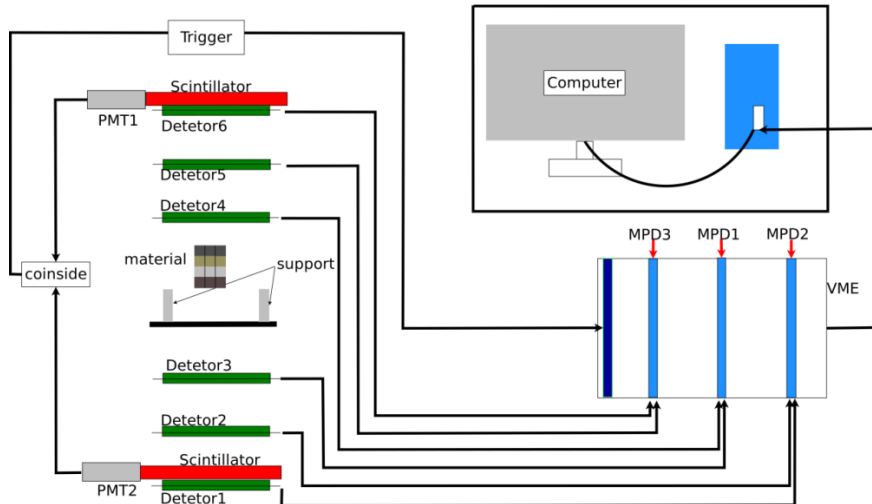 Trigger
Scintillator
Computer
PMT1
Detetor6
Detetor5
Detetor4
MPD3 MPD1 MPD2
material
support
coinside
VME
Detetor3
Detetor2
Scintillator
PMT2
Detetor1